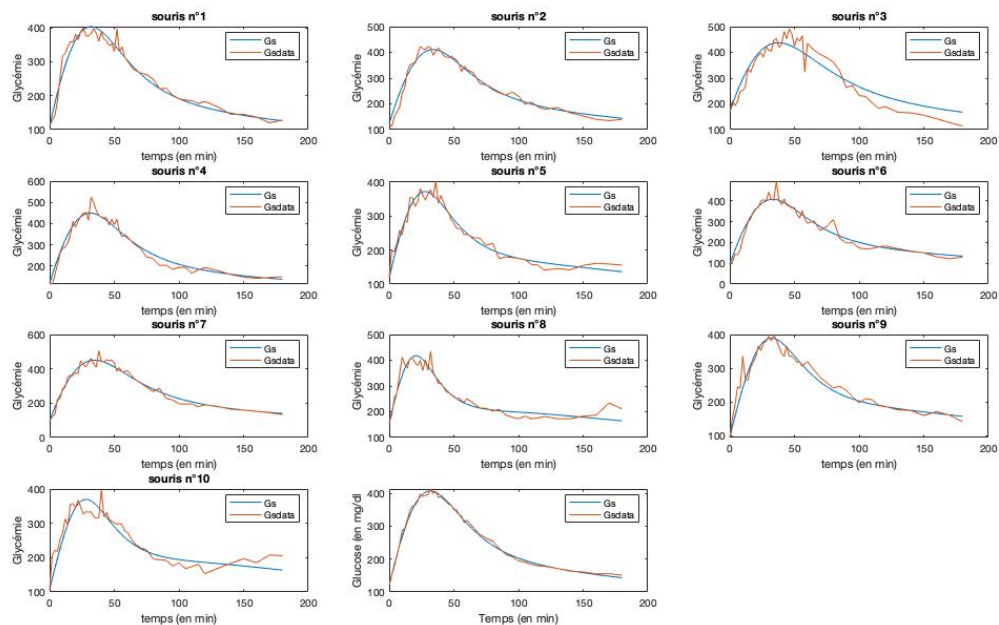 souris n°1
souris n°2
souris n°3
400
300
200
100
Glycémie
Gs
Gsdata
0 50 100 150 200
temps (en min)
500
400
300
200
100
Glycémie
Gs
Gsdata
0 50 100 150 200
temps (en min)
500
400
300
200
100
Glycémie
Gs
Gsdata
0 50 100 150 200
temps (en min)
souris n°4
souris n°5
souris n°6
600
500
400
300
200
Glycémie
Gs
Gsdata
0 50 100 150 200
temps (en min)
400
300
200
100
Glycémie
Gs
Gsdata
0 50 100 150 200
temps (en min)
500
400
300
200
100
0
Glycémie
Gs
Gsdata
0 50 100 150 200
temps (en min)
souris n°7
souris n°8
souris n°9
600
400
200
0
Glycémie
Gs
Gsdata
0 50 100 150 200
temps (en min)
500
400
300
200
100
Glycémie
Gs
Gsdata
0 50 100 150 200
temps (en min)
400
300
200
100
Glycémie
Gs
Gsdata
0 50 100 150 200
temps (en min)
souris n°10
400
300
200
100
Glycémie
Gs
Gsdata
0 50 100 150 200
temps (en min)
400
300
200
100
Glucose (en mg/dl)
Gs
Gsdata
0 50 100 150 200
Temps (en min)